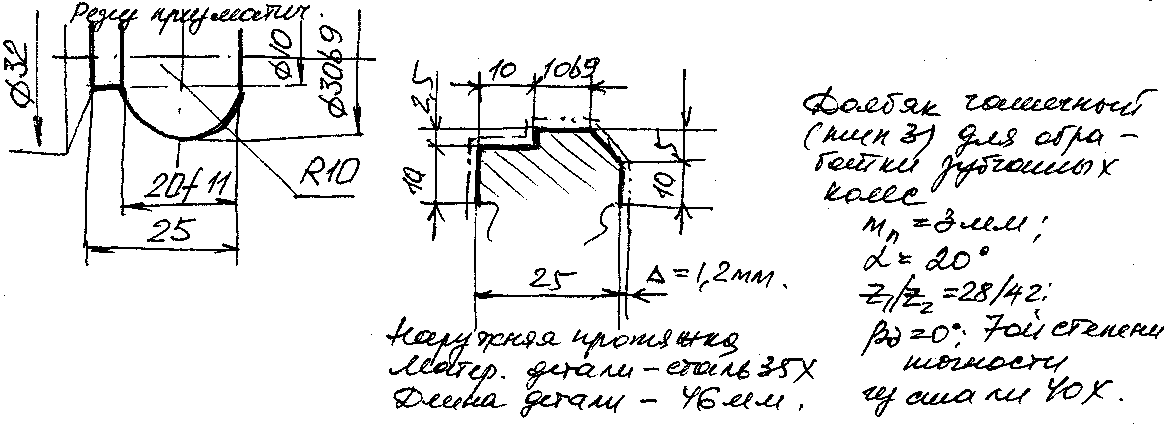 Резец призматич.
Ø32
Ø10
Ø30b9
R10
20f11
25
10
10b9
2,5
10
5
10
25
Δ=1,2мм.
Наружная протяжка
Матер. детали – сталь 35Х
Длина детали – 46мм.
Долбяк чашечный
(тип 3) для обра-
ботки зубчатых
колес
mn = 3мм;
α = 20°
Z1/Z2 = 28/42;
βд = 0°; 7ой степени
точности
из стали 40Х.